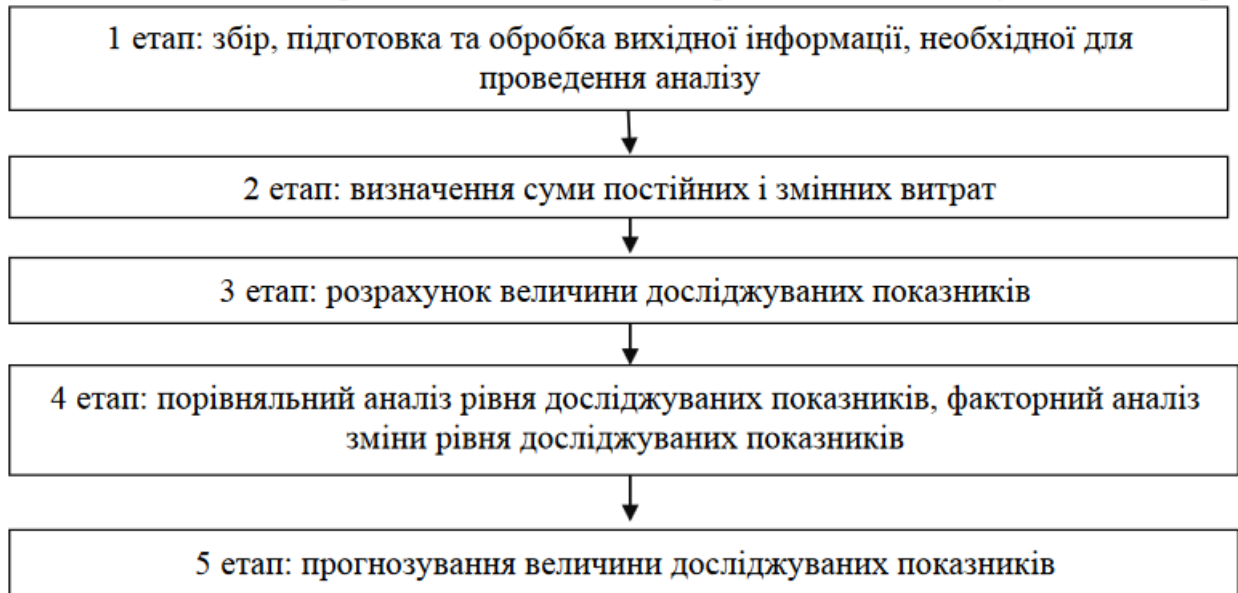 1 етап: збір, підготовка та обробка вихідної інформації, необхідної для
проведення аналізу
2 етап: визначення суми постійних і змінних витрат
3 етап: розрахунок величини досліджуваних показників
4 етап: порівняльний аналіз рівня досліджуваних показників, факторний аналіз
зміни рівня досліджуваних показників
5 етап: прогнозування величини досліджуваних показників